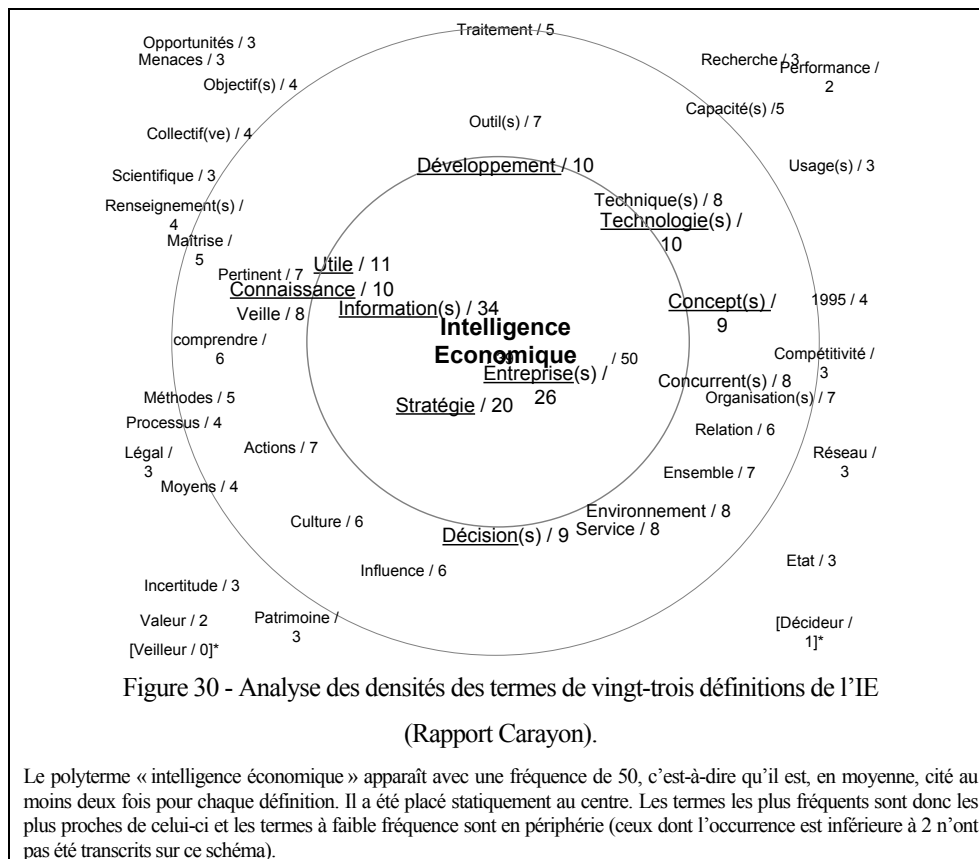 Traitement / 5
Opportunités / 3
Menaces / 3
Recherche / 3
Performance /
2
Objectif(s) / 4
Capacité(s) /5
Outil(s) / 7
Collectif(ve) / 4
Développement / 10
Usage(s) / 3
Scientifique / 3
Technique(s) / 8
Renseignement(s) /
4
Technologie(s) /
10
Maîtrise /
5
Utile / 11
Pertinent / 7
Connaissance / 10
Information(s) / 34
Concept(s) /
9
1995 / 4
Veille / 8
Intelligence
Economique
/ 50
comprendre /
6
Entreprise(s) /
26
Compétitivité /
3
Concurrent(s) / 8
Organisation(s) / 7
Méthodes / 5
Stratégie / 20
Processus / 4
Relation / 6
Actions / 7
Légal /
3
Réseau /
3
Ensemble / 7
Moyens / 4
Environnement / 8
Culture / 6
Service / 8
Décision(s) / 9
Etat / 3
Influence / 6
Incertitude / 3
Valeur / 2
Patrimoine /
3
[Décideur /
1]*
[Veilleur / 0]*
Figure 30 - Analyse des densités des termes de vingt-trois définitions de l’IE
(Rapport Carayon).
Le polyterme « intelligence économique » apparaît avec une fréquence de 50, c’est-à-dire qu’il est, en moyenne, cité au
moins deux fois pour chaque définition. Il a été placé statiquement au centre. Les termes les plus fréquents sont donc les
plus proches de celui-ci et les termes à faible fréquence sont en périphérie (ceux dont l’occurrence est inférieure à 2 n’ont
pas été transcrits sur ce schéma).